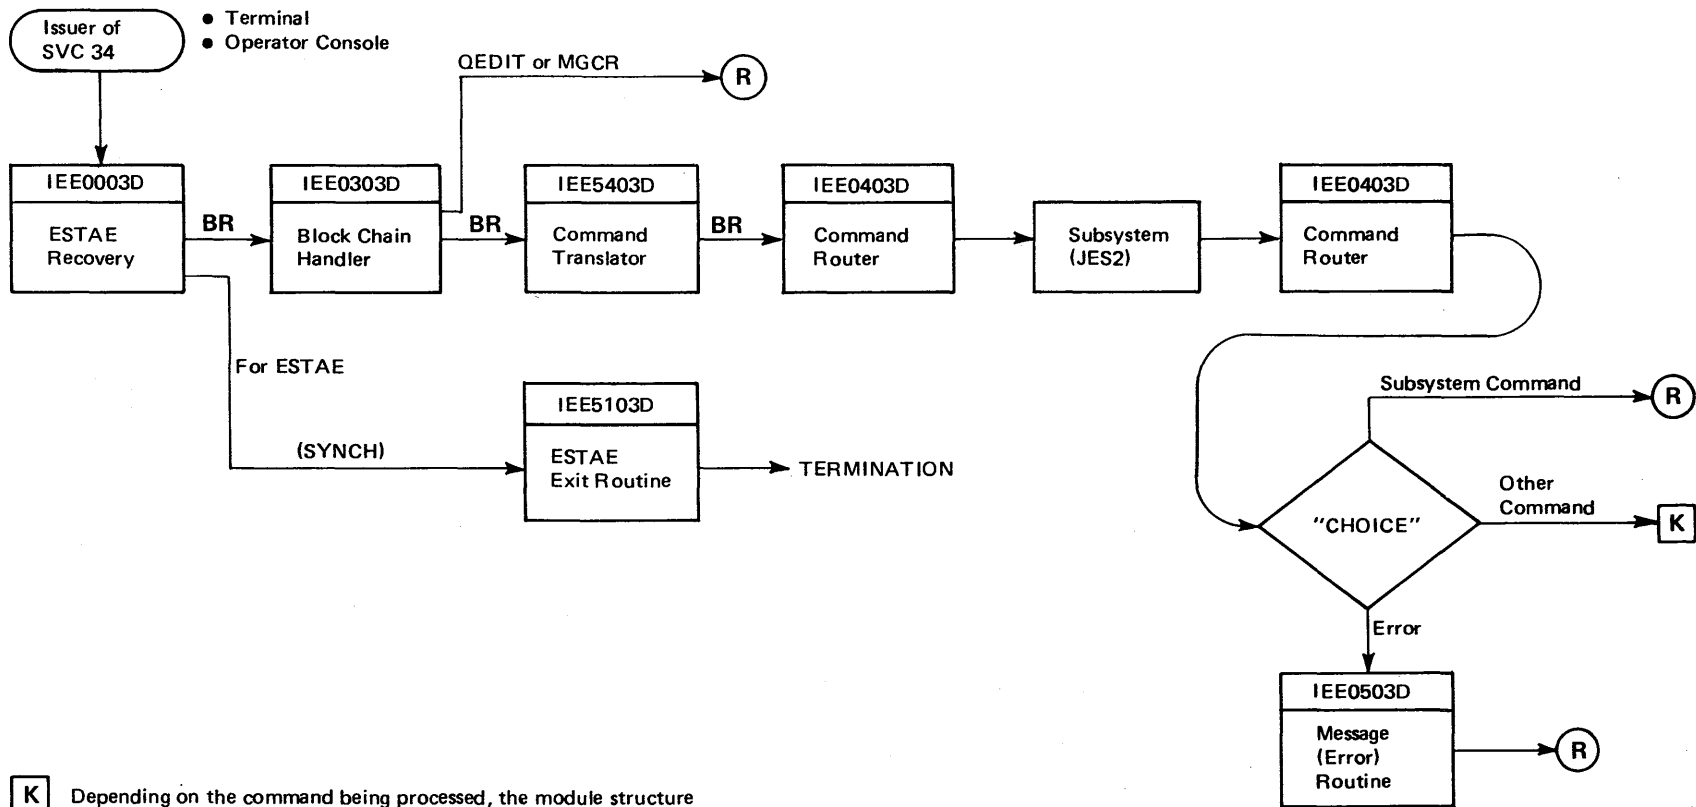 Issuer of
SVC 34
● Terminal
● Operator Console
QEDIT or MGCR
R
IEE0003D
ESTAE
Recovery
BR
IEE0303D
Block Chain
Handler
BR
IEE5403D
Command
Translator
BR
IEE0403D
Command
Router
Subsystem
(JES2)
IEE0403D
Command
Router
For ESTAE
(SYNCH)
IEE5103D
ESTAE
Exit Routine
TERMINATION
Subsystem Command
R
Other
Command
K
"CHOICE"
Error
IEE0503D
Message
(Error)
Routine
R
K Depending on the command being processed, the module structure